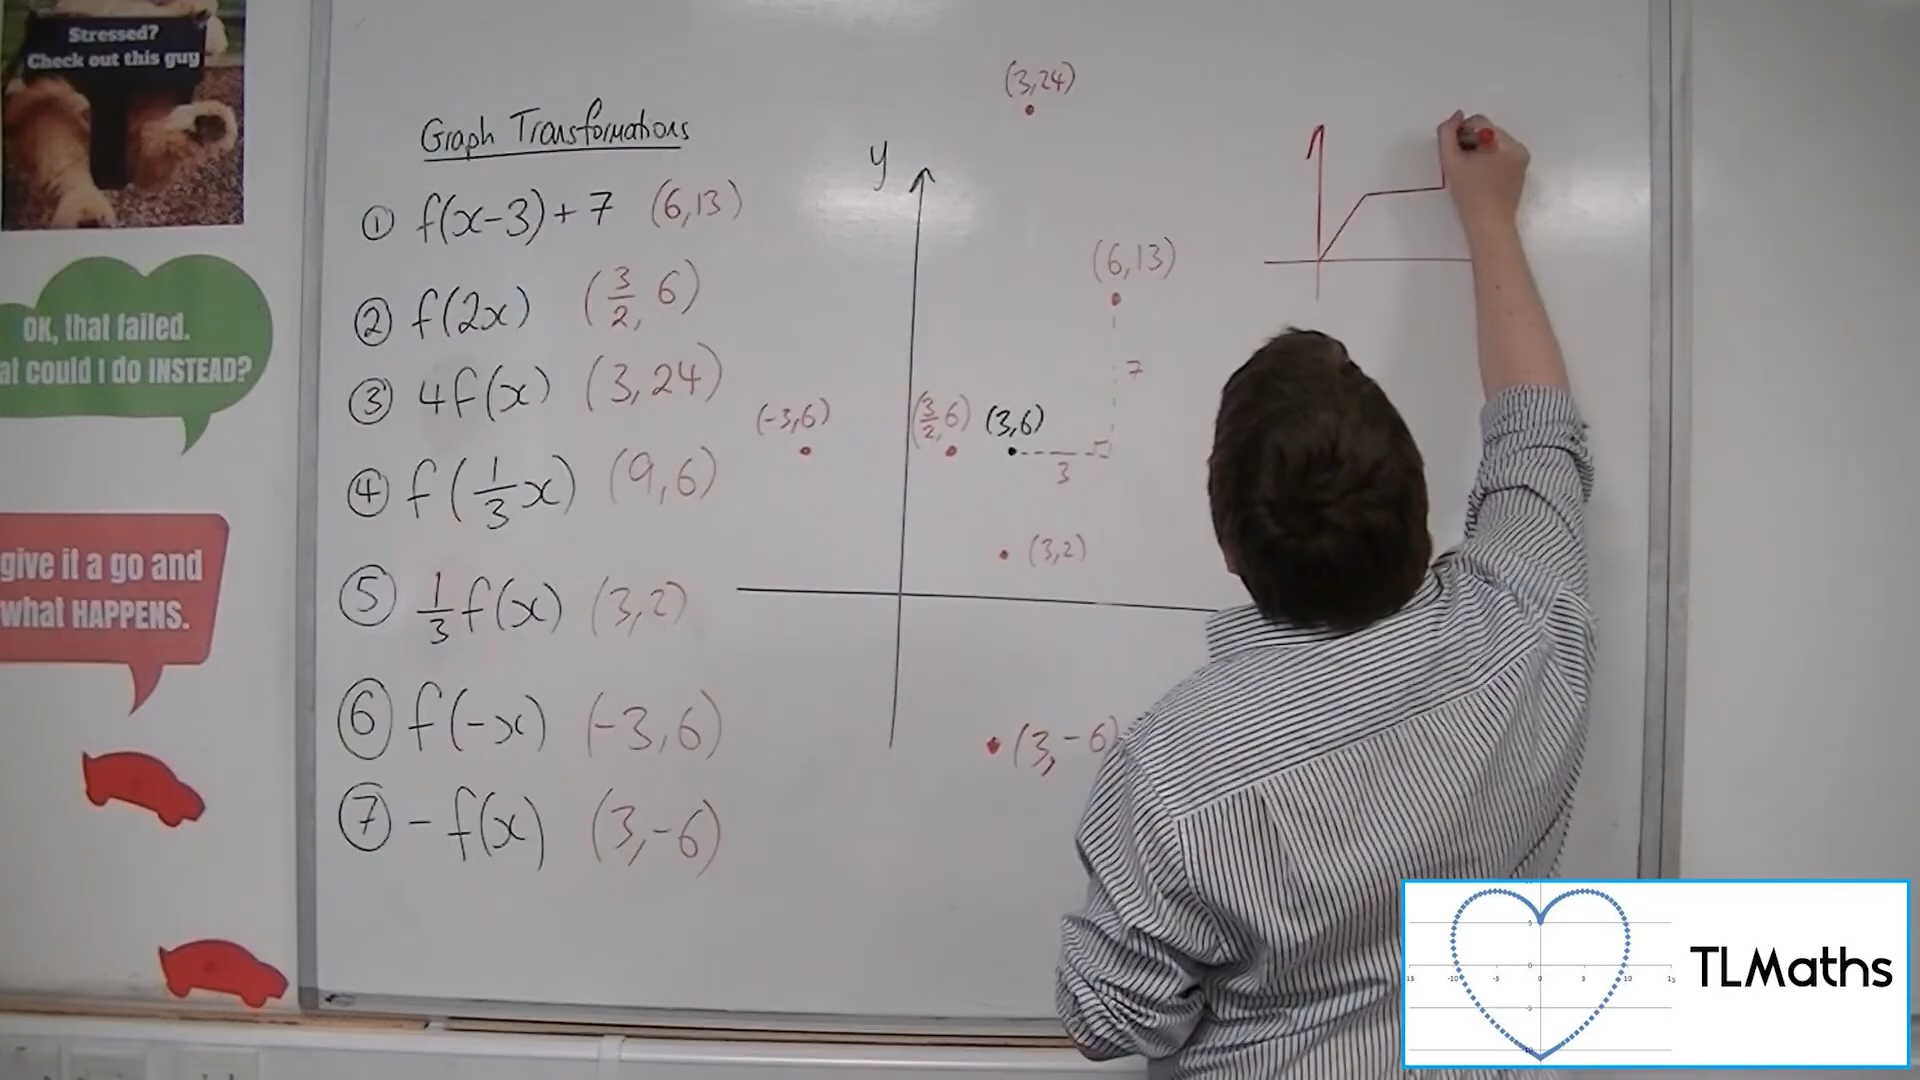 Stressed?
Check out this guy
OK, that failed.
at could I do INSTEAD?
give it a go and
what HAPPENS.
Graph Transformations
① f(x-3)+7 (6,13)
② f(2x) (3/2, 6)
③ 4f(x) (3,24)
④ f(1/3x) (9,6)
⑤ 1/3f(x) (3,2)
⑥ f(-x) (-3,6)
⑦ -f(x) (3,-6)
y
(3,24)
(6,13)
7
(-3,6)
(3/2, 6)
(3,6)
3
(3,2)
(3,-6)
TLMaths